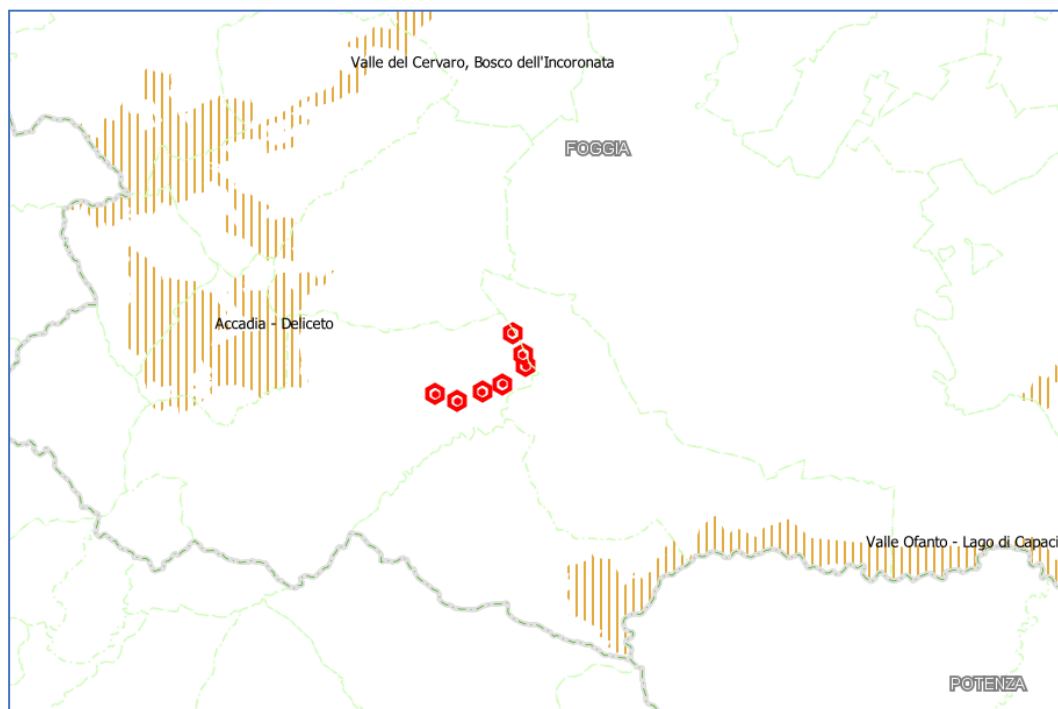 Valle del Cervaro, Bosco dell'Incoronata
FOGGIA
Accadia - Deliceto
Valle Ofanto - Lago di Capaci
POTENZA